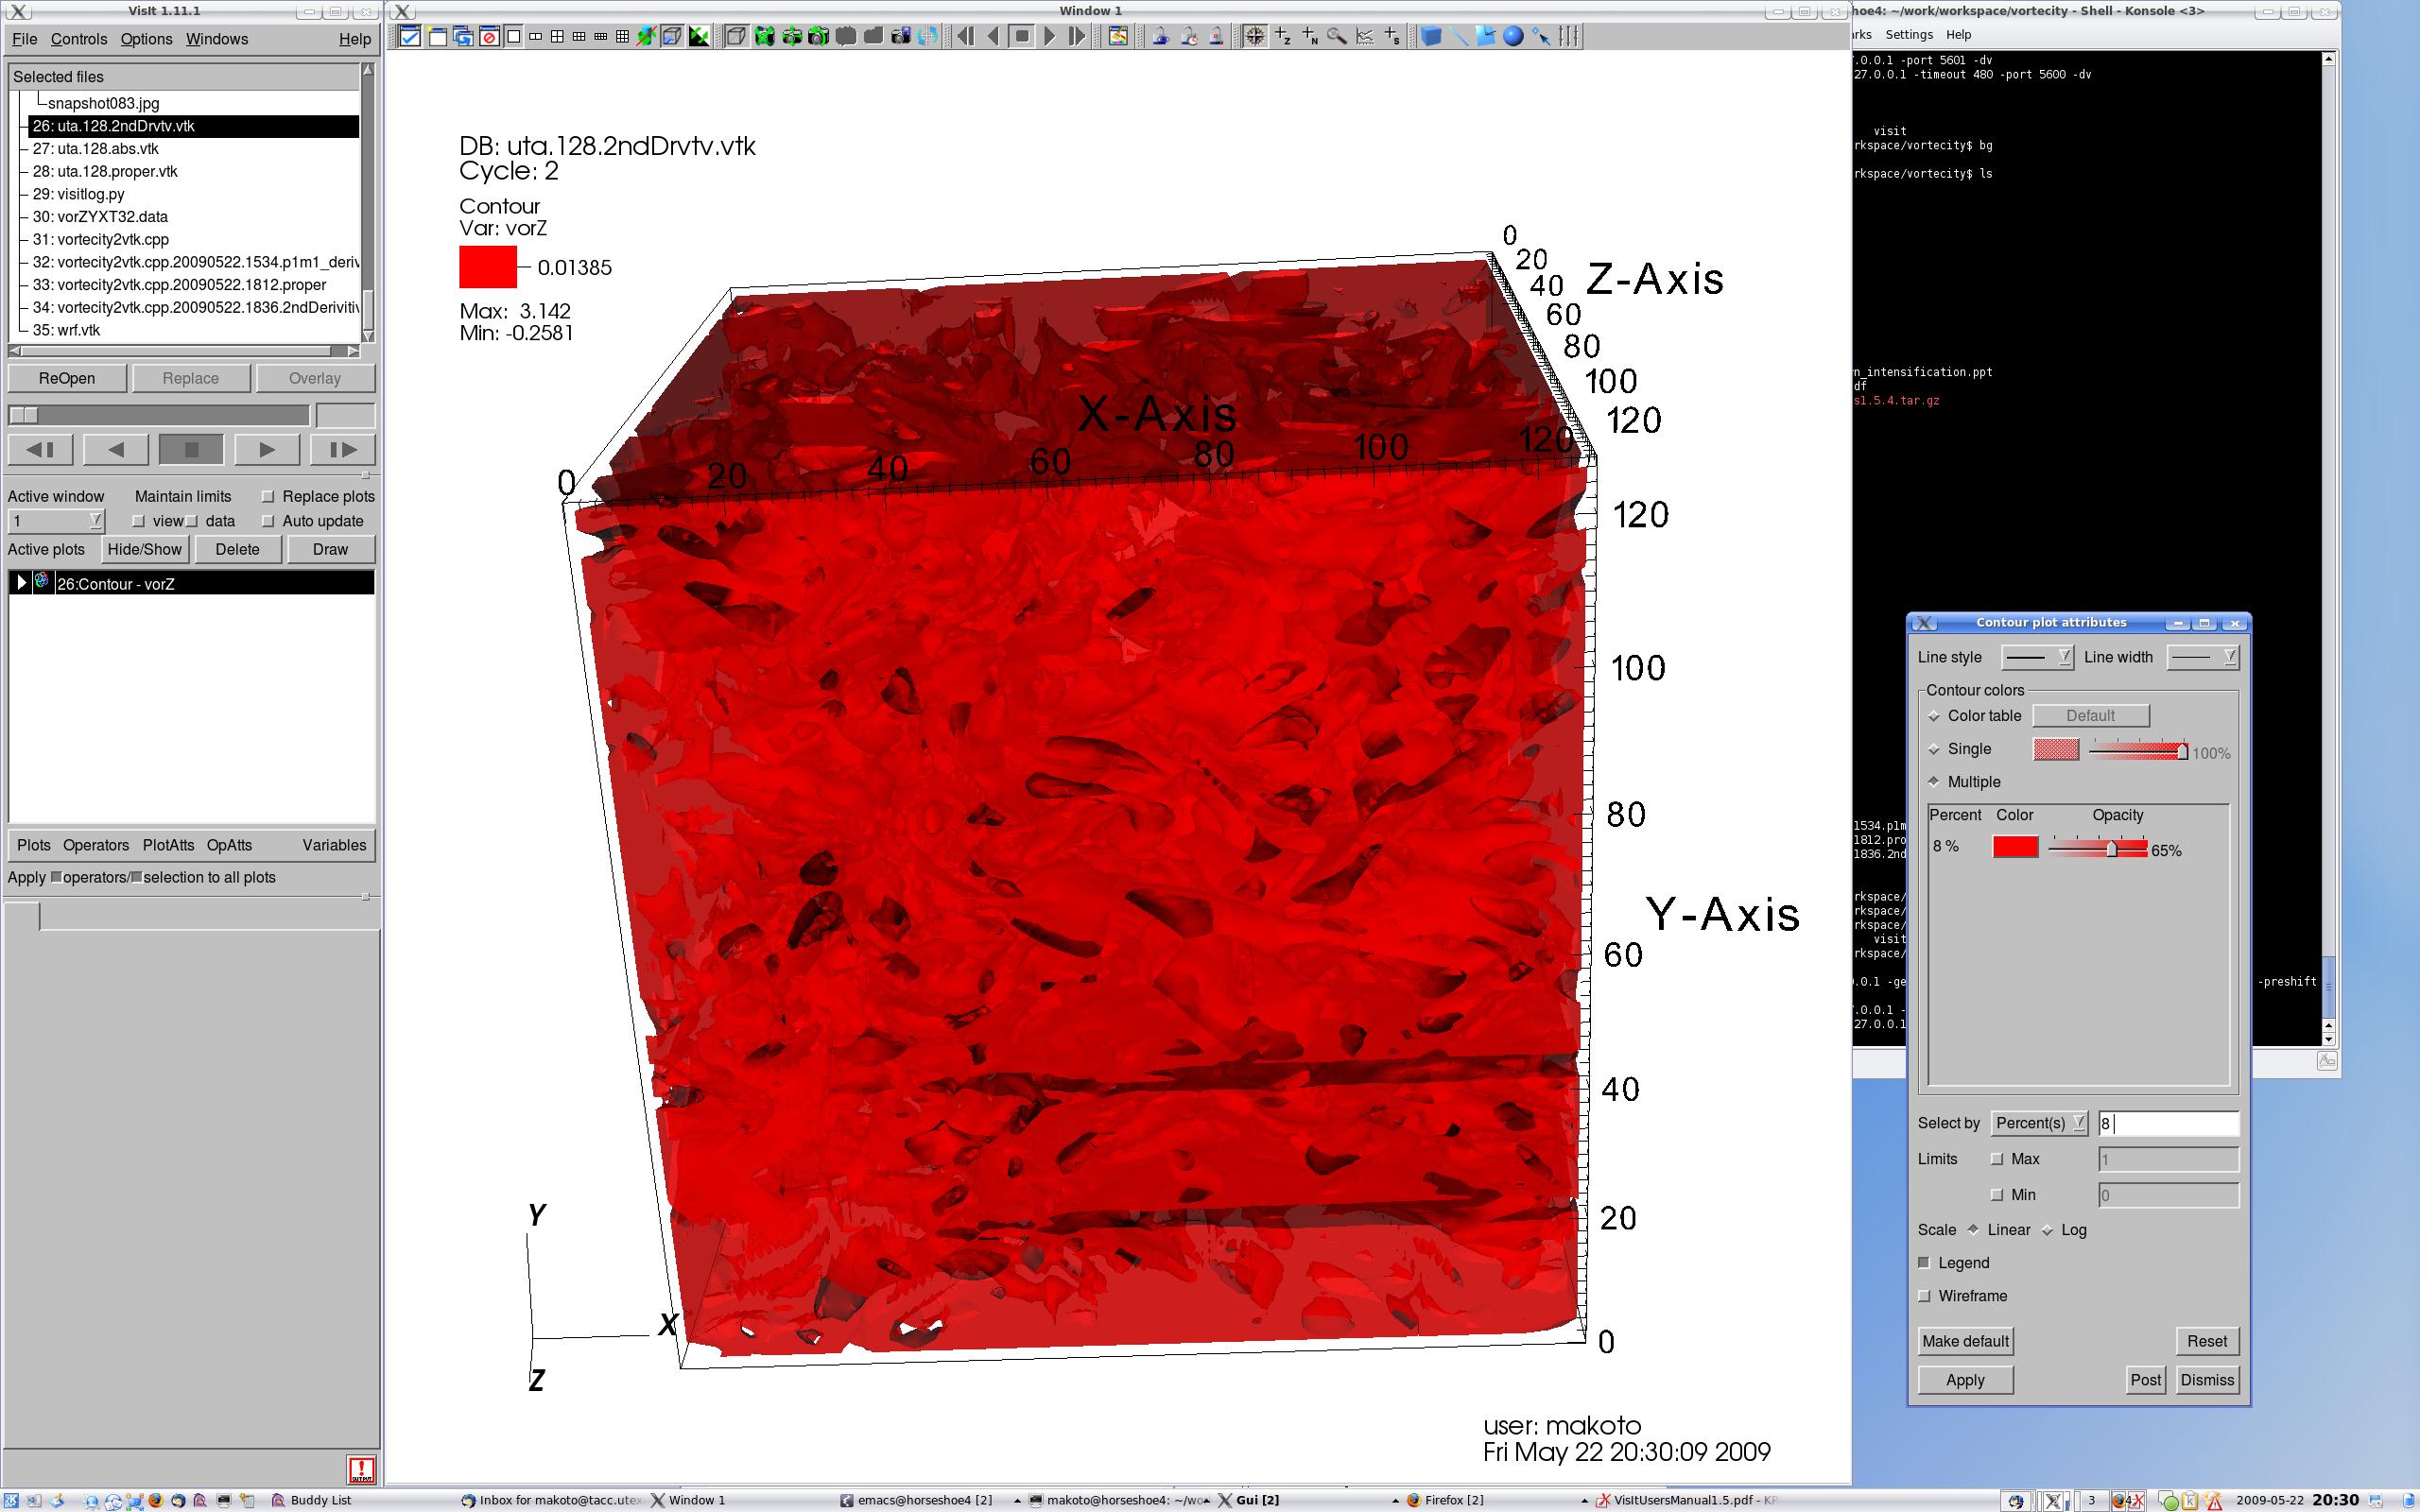 VisIt 1.11.1
File Controls Options Windows Help
Selected files
snapshot083.jpg
26: uta.128.2ndDrvtv.vtk
27: uta.128.abs.vtk
28: uta.128.proper.vtk
29: visitlog.py
30: vorZYXT32.data
31: vortecity2vtk.cpp
32: vortecity2vtk.cpp.20090522.1534.p1m1_deriv
33: vortecity2vtk.cpp.20090522.1812.proper
34: vortecity2vtk.cpp.20090522.1836.2ndDerivitiv
35: wrf.vtk
ReOpen Replace Overlay
Active window Maintain limits Replace plots
1 view data Auto update
Active plots Hide/Show Delete Draw
26:Contour - vorZ
Plots Operators PlotAtts OpAtts Variables
Apply operators/ selection to all plots
Window 1
DB: uta.128.2ndDrvtv.vtk
Cycle: 2
Contour
Var: vorZ
0.01385
Max: 3.142
Min: -0.2581
0
20
40
60
80
100
120
Z-Axis
X-Axis
0 20 40 60 80 100 120
120
100
80
60
40
20
0
Y-Axis
Y
X
Z
user: makoto
Fri May 22 20:30:09 2009
hoe4: ~/work/workspace/vortecity - Shell - Konsole <3>
rks Settings Help
.0.0.1 -port 5601 -dv
27.0.0.1 -timeout 480 -port 5600 -dv
visit
rkspace/vortecity$ bg
rkspace/vortecity$ ls
n_intensification.ppt
df
sl.5.4.tar.gz
1534.p1m
1812.pro
1836.2nd
rkspace/
rkspace/
rkspace/
visit
rkspace/
.0.1 -ge
-preshift
.0.0.1 -
27.0.0.1
Contour plot attributes
Line style Line width
Contour colors
Color table Default
Single 100%
Multiple
Percent Color Opacity
8 % 65%
Select by Percent(s) 8
Limits Max 1
Min 0
Scale Linear Log
Legend
Wireframe
Make default Reset
Apply Post Dismiss
Buddy List
Inbox for makoto@tacc.utex
Window 1
emacs@horseshoe4 [2]
makoto@horseshoe4: ~/wo
Gui [2]
Firefox [2]
VisItUsersManual1.5.pdf - KP
3
2009-05-22 20:30